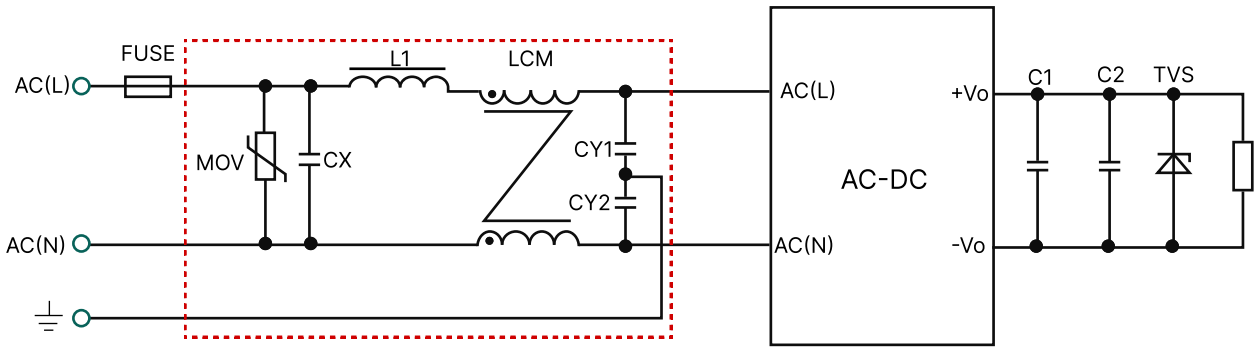 FUSE
L1
LCM
AC(L)
AC(L)
+Vo
C1
C2
TVS
MOV
CX
CY1
CY2
AC-DC
AC(N)
AC(N)
-Vo